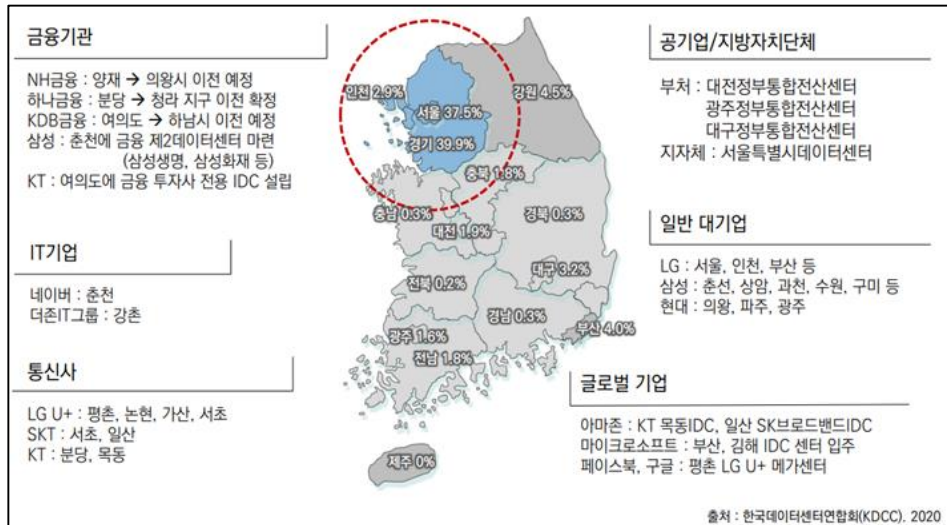 금융기관
NH금융 : 양재 → 의왕시 이전 예정
하나금융 : 분당 → 청라 지구 이전 확정
KDB금융 : 여의도 → 하남시 이전 예정
삼성 : 춘천에 금융 제2데이터센터 마련
(삼성생명, 삼성화재 등)
KT : 여의도에 금융 투자사 전용 IDC 설립
IT기업
네이버 : 춘천
더존IT그룹 : 강촌
통신사
LG U+ : 평촌, 논현, 가산, 서초
SKT : 서초, 일산
KT : 분당, 목동
인천 2.9%
서울 37.5%
경기 39.9%
강원 4.5%
충북 1.8%
충남 0.3%
대전 1.9%
경북 0.3%
전북 0.2%
대구 3.2%
경남 0.3%
부산 4.0%
광주 1.6%
전남 1.8%
제주 0%
공기업/지방자치단체
부처 : 대전정부통합전산센터
광주정부통합전산센터
대구정부통합전산센터
지자체 : 서울특별시데이터센터
일반 대기업
LG : 서울, 인천, 부산 등
삼성 : 춘선, 상암, 과천, 수원, 구미 등
현대 : 의왕, 파주, 광주
글로벌 기업
아마존 : KT 목동IDC, 일산 SK브로드밴드IDC
마이크로소프트 : 부산, 김해 IDC 센터 입주
페이스북, 구글 : 평촌 LG U+ 메가센터
출처 : 한국데이터센터연합회(KDCC). 2020